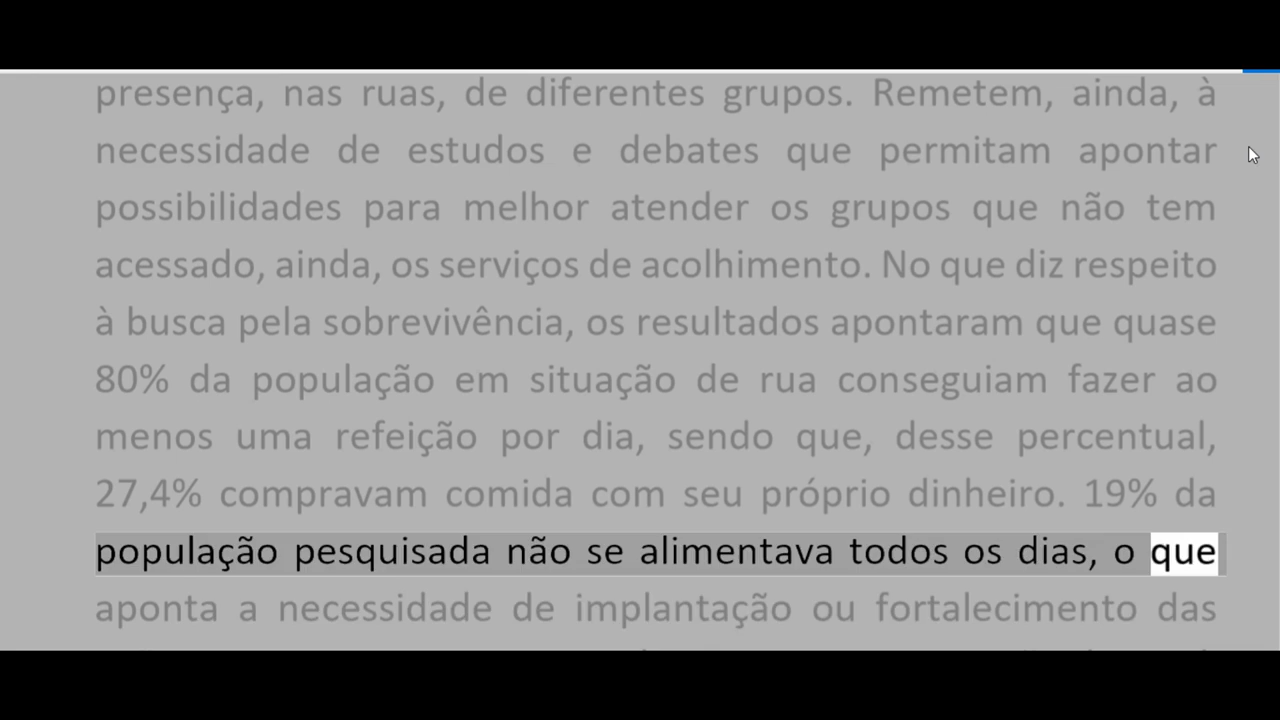 presença, nas ruas, de diferentes grupos. Remetem, ainda, à
necessidade de estudos e debates que permitam apontar
possibilidades para melhor atender os grupos que não tem
acessado, ainda, os serviços de acolhimento. No que diz respeito
à busca pela sobrevivência, os resultados apontaram que quase
80% da população em situação de rua conseguiam fazer ao
menos uma refeição por dia, sendo que, desse percentual,
27,4% compravam comida com seu próprio dinheiro. 19% da
população pesquisada não se alimentava todos os dias, o que
aponta a necessidade de implantação ou fortalecimento das